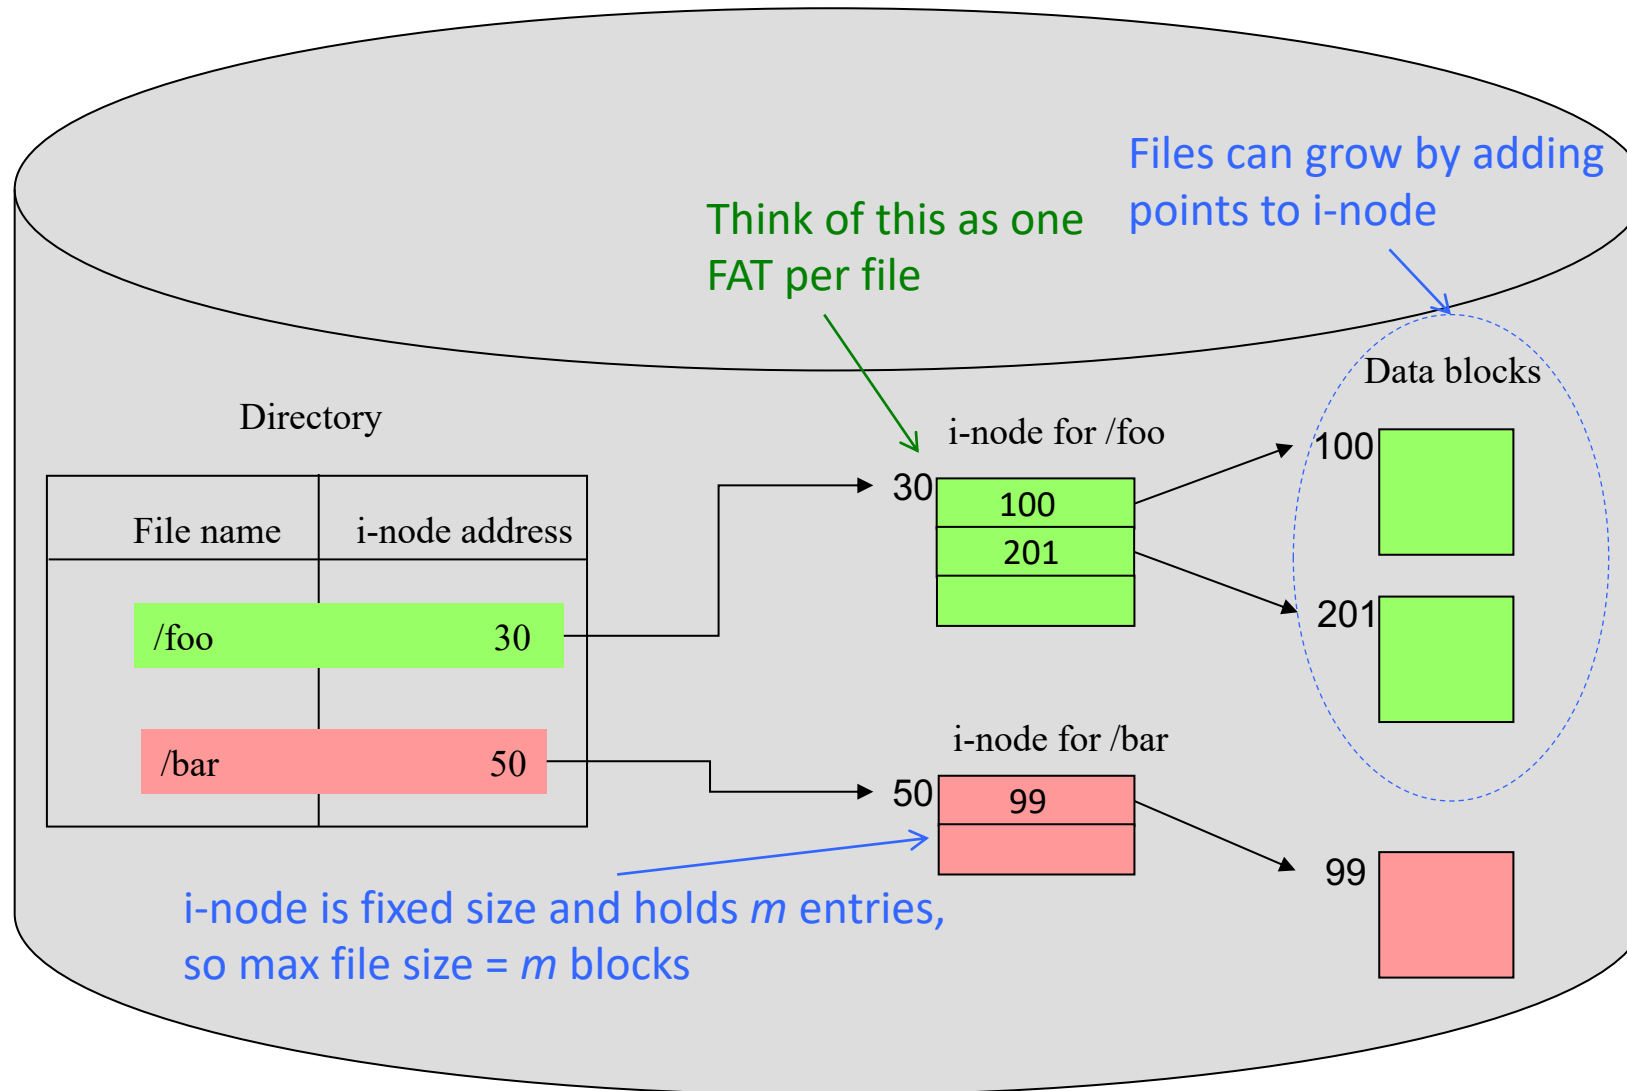 Files can grow by adding
points to i-node
Think of this as one
FAT per file
Data blocks
Directory
i-node for /foo
100
30
100
File name
i-node address
201
201
/foo
30
i-node for /bar
/bar
50
50
99
99
i-node is fixed size and holds m entries,
so max file size = m blocks